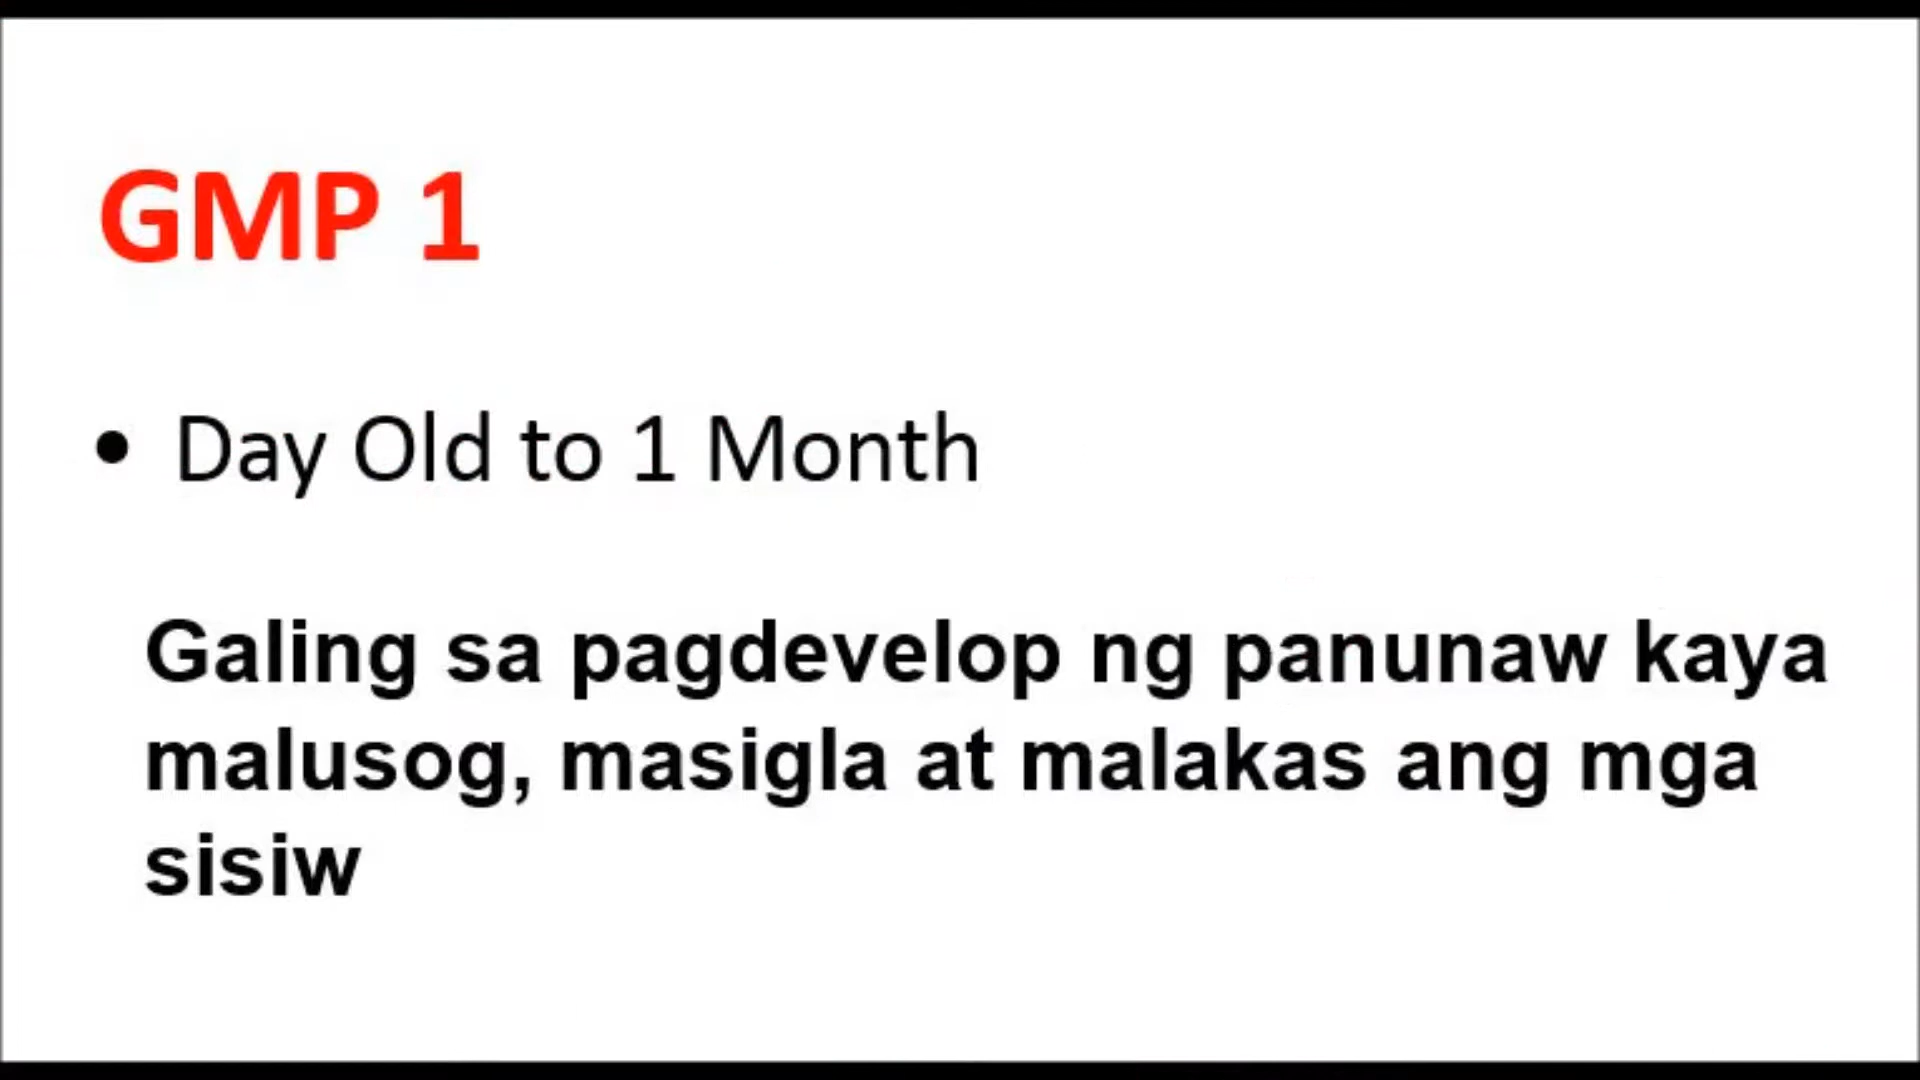 GMP 1
• Day Old to 1 Month
Galing sa pagdevelop ng panunaw kaya
malusog, masigla at malakas ang mga
sisiw